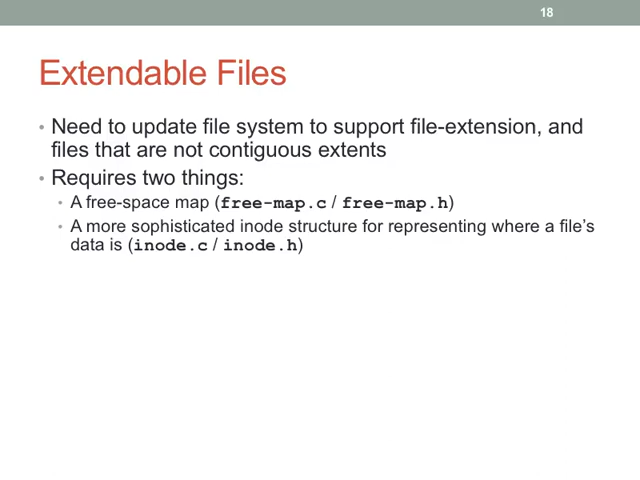 18
Extendable Files
• Need to update file system to support file-extension, and
files that are not contiguous extents
• Requires two things:
• A free-space map (free-map.c / free-map.h)
• A more sophisticated inode structure for representing where a file’s
data is (inode.c / inode.h)